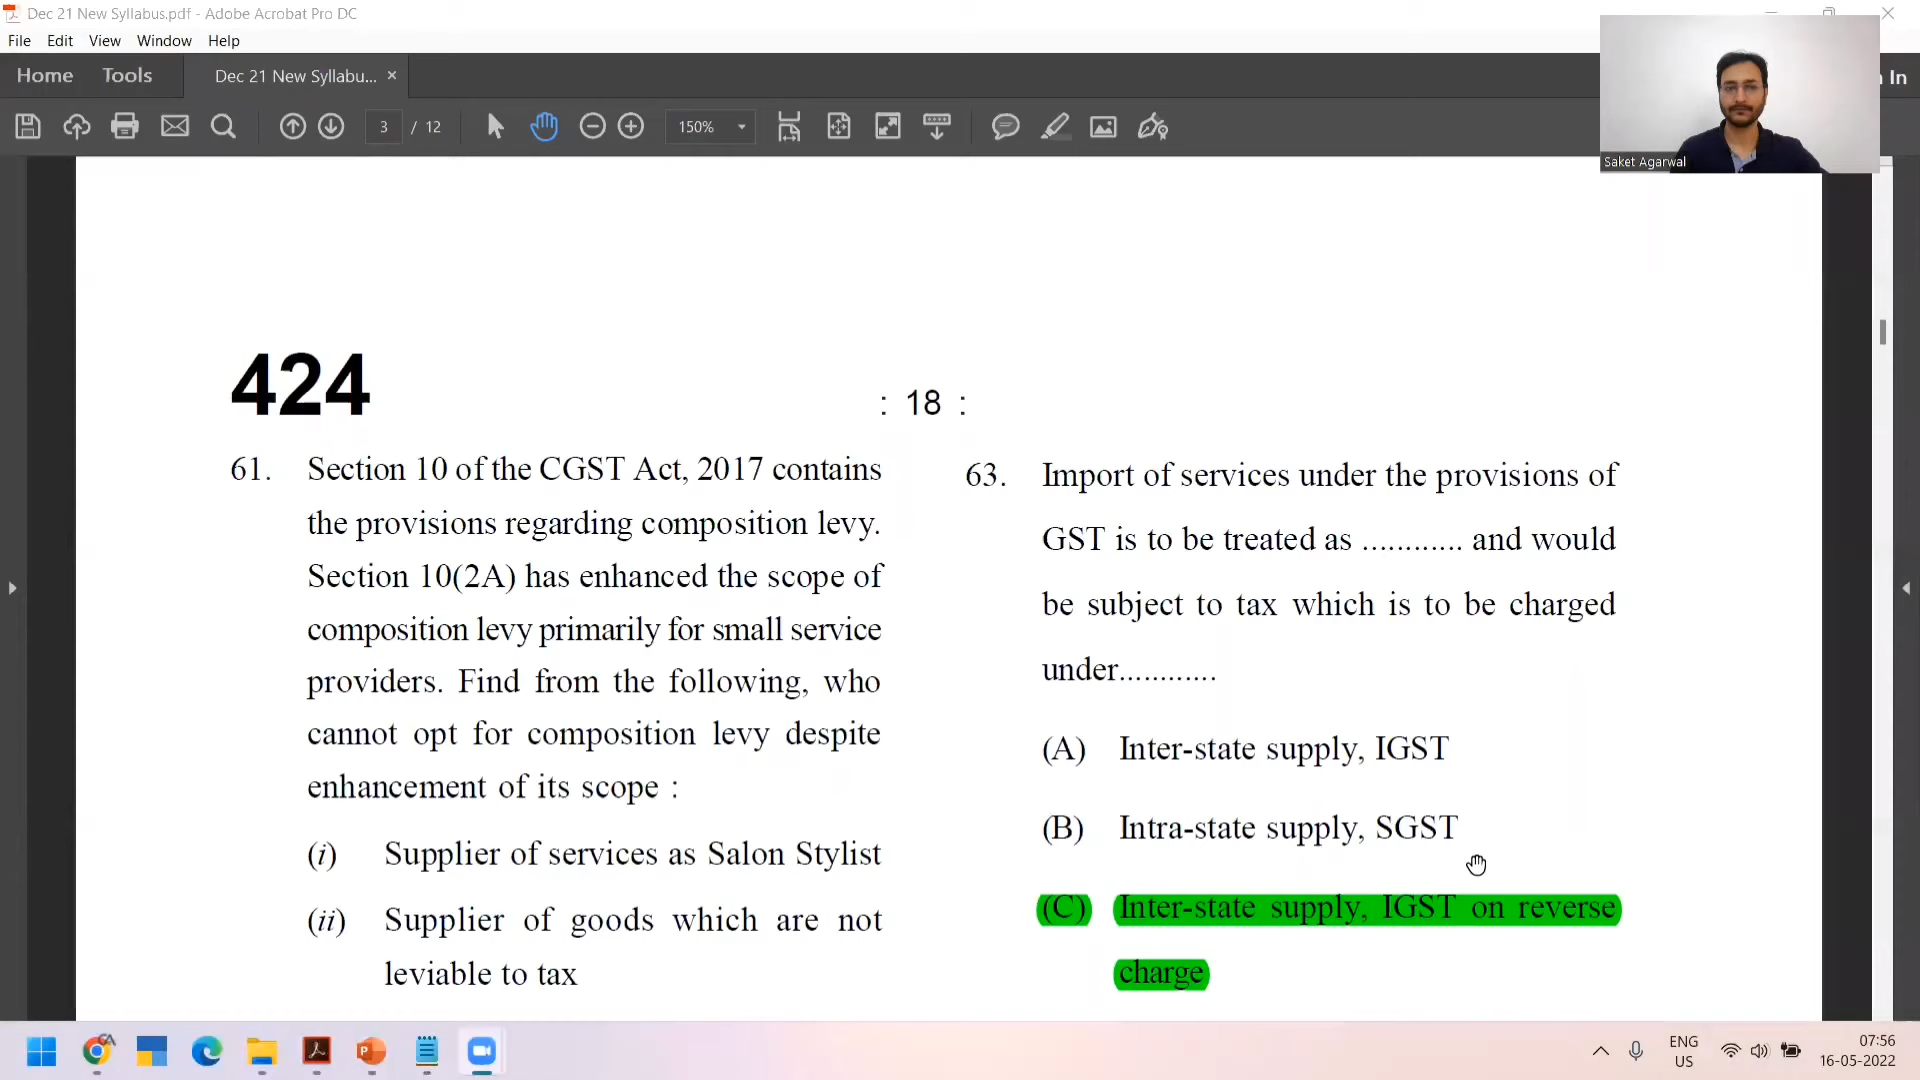 Dec 21 New Syllabus.pdf - Adobe Acrobat Pro DC
File Edit View Window Help
Home Tools Dec 21 New Syllabu... ×
In
3 / 12 150%
Saket Agarwal
424
: 18 :
61. Section 10 of the CGST Act, 2017 contains
the provisions regarding composition levy.
Section 10(2A) has enhanced the scope of
composition levy primarily for small service
providers. Find from the following, who
cannot opt for composition levy despite
enhancement of its scope :
(i) Supplier of services as Salon Stylist
(ii) Supplier of goods which are not
leviable to tax
63. Import of services under the provisions of
GST is to be treated as ............ and would
be subject to tax which is to be charged
under............
(A) Inter-state supply, IGST
(B) Intra-state supply, SGST
(C) Inter-state supply, IGST on reverse
charge
ENG
US
07:56
16-05-2022